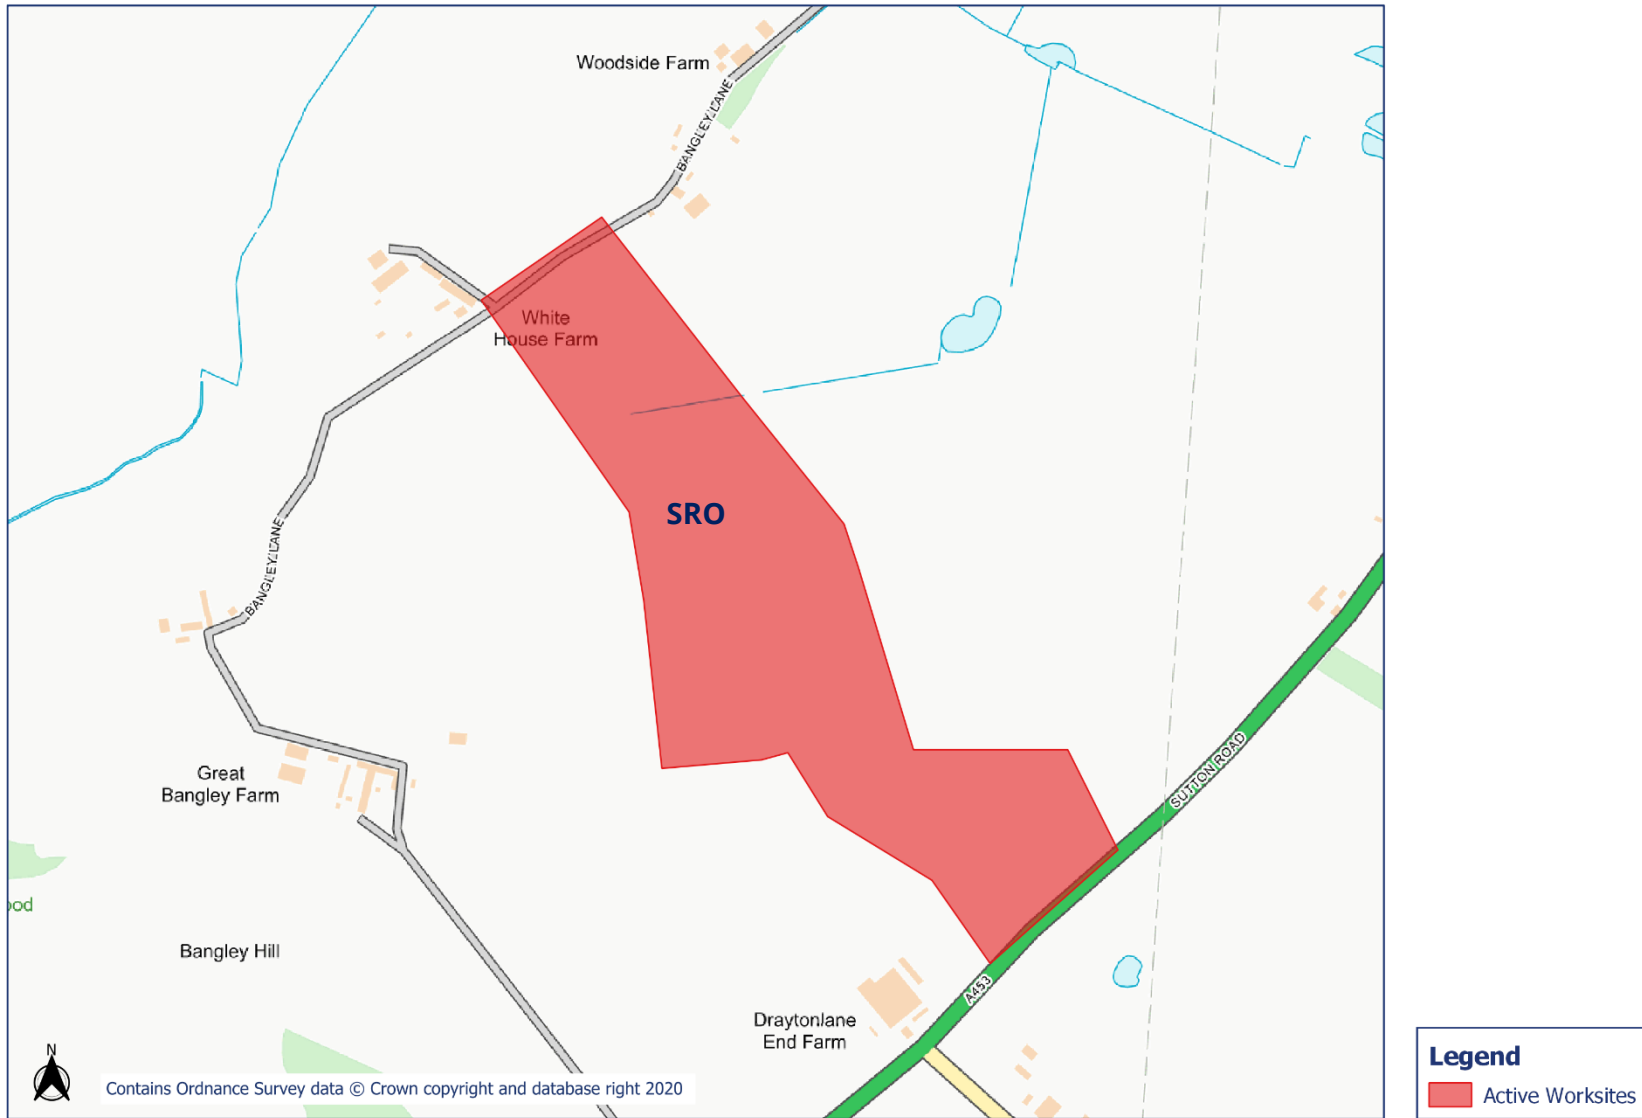 Woodside Farm
BANGLEY LANE
White
House Farm
SRO
BANGLEY LANE
SUTTON ROAD
Great
Bangley Farm
ood
Bangley Hill
A453
Draytonlane
End Farm
N
Contains Ordnance Survey data © Crown copyright and database right 2020
Legend
Active Worksites